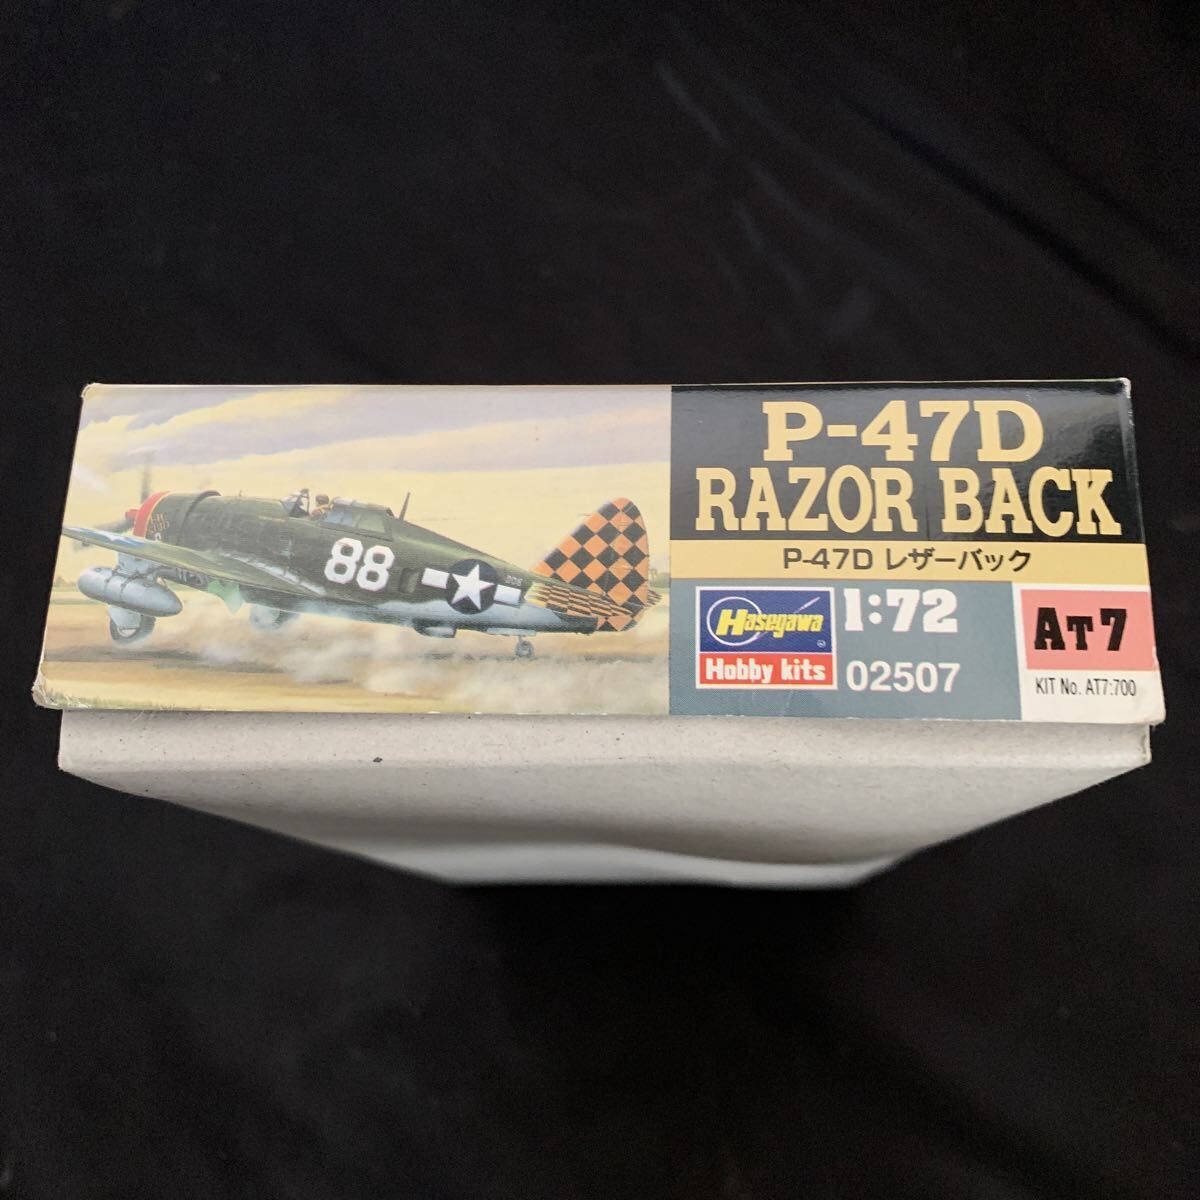 P-47D
RAZOR BACK
P-47D レザーバック
Hasegawa
Hobby kits
1:72
02507
AT7
KIT No. AT7:700
88